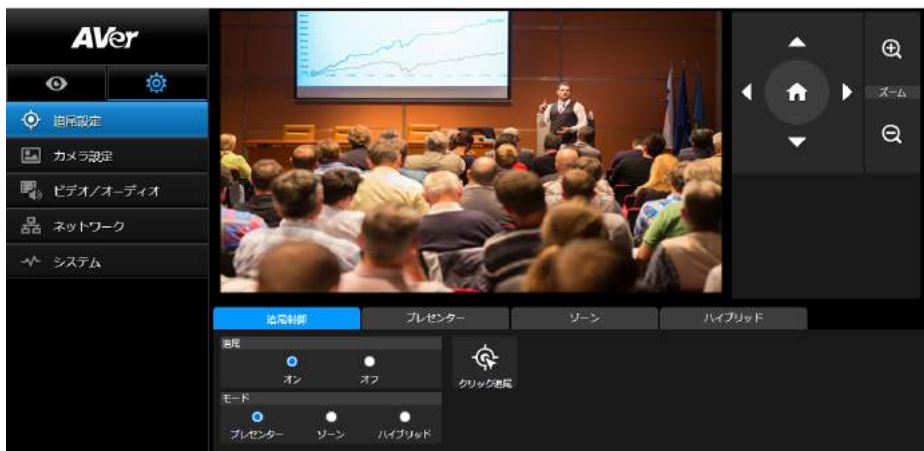 AVer
追尾設定
カメラ設定
ビデオ/オーディオ
ネットワーク
システム
ズーム
追尾制御
プレゼンター
ゾーン
ハイブリッド
追尾
オン
オフ
クリック追尾
モード
プレゼンター
ゾーン
ハイブリッド